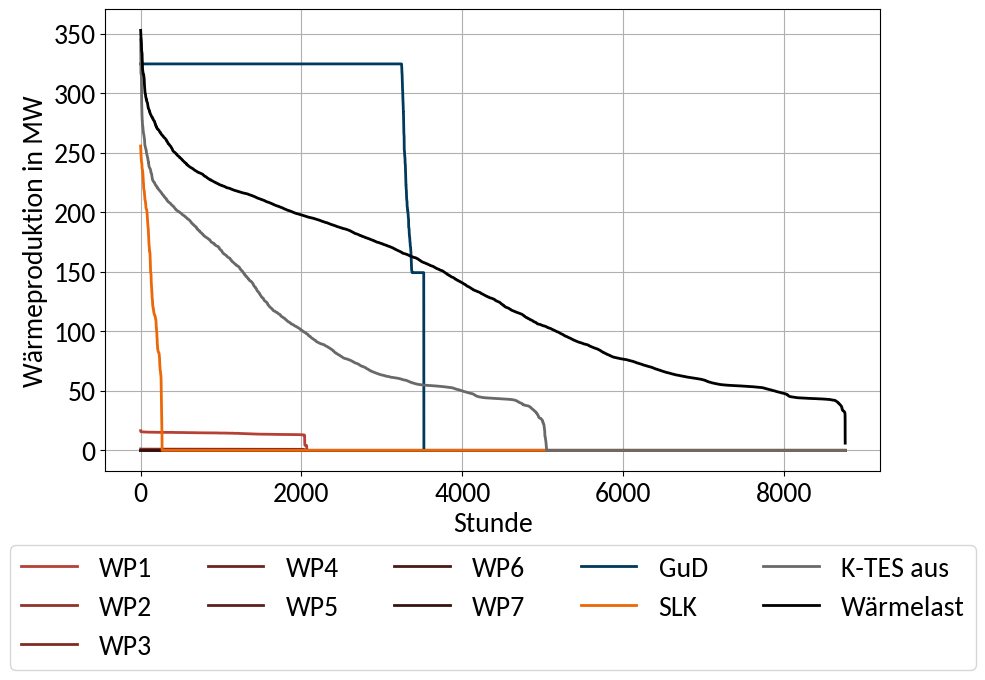 350
300
250
200
150
100
50
0
Wärmeproduktion in MW
0 2000 4000 6000 8000
Stunde
WP1 WP4 WP6 GuD K-TES aus
WP2 WP5 WP7 SLK Wärmelast
WP3